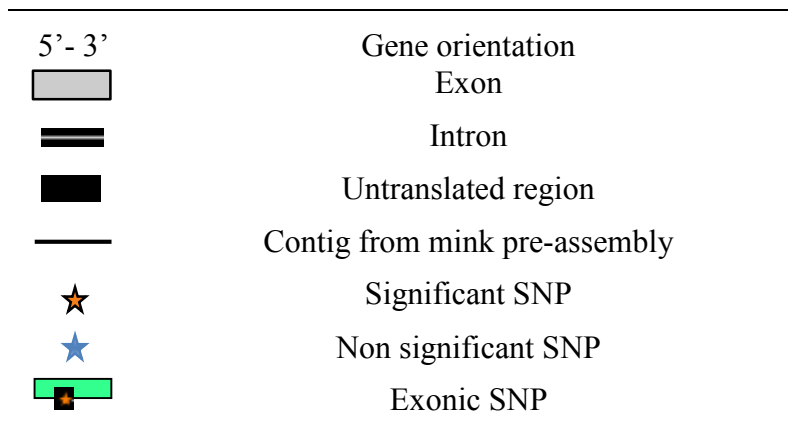 5’- 3’ Gene orientation
Exon
Intron
Untranslated region
Contig from mink pre-assembly
Significant SNP
Non significant SNP
Exonic SNP